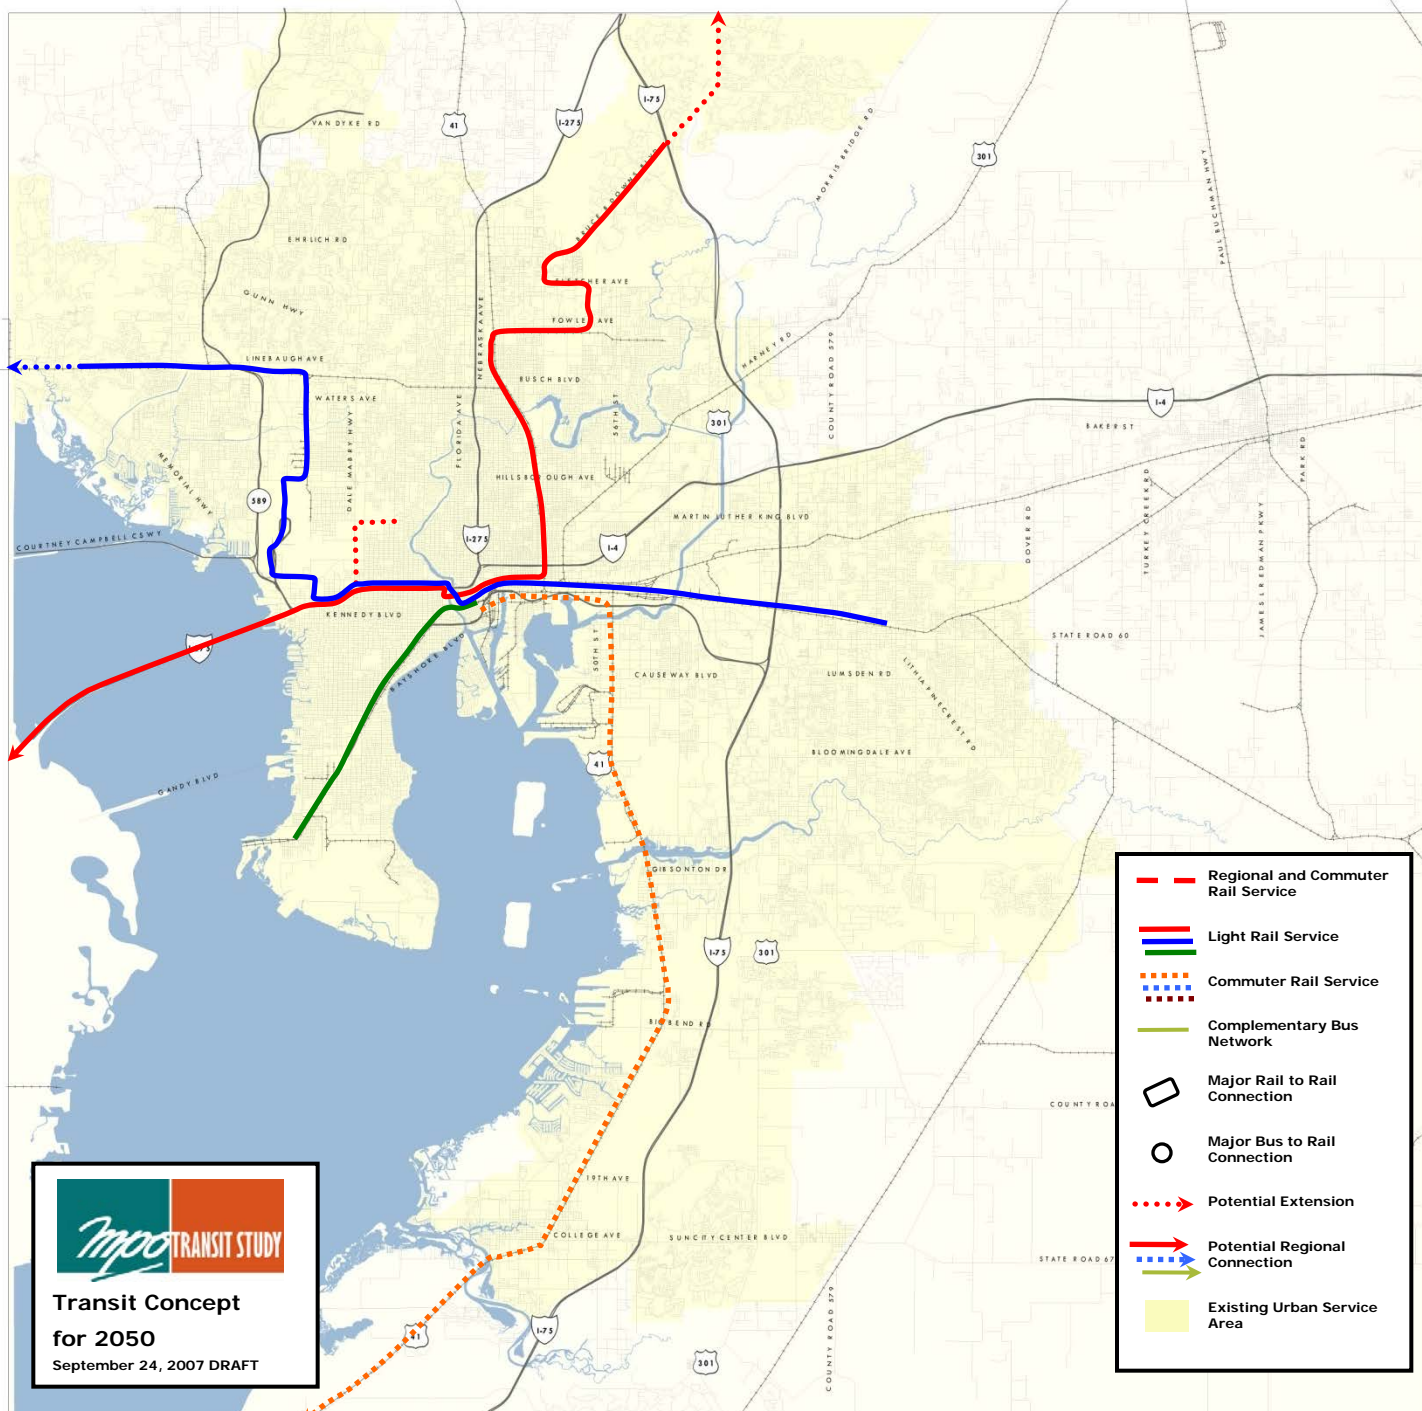 VAN DYKE RD
41
I-275
I-75
301
MORRIS BRIDGE RD
PAUL BUCHMAN HWY
BRUCE B DOWNS BLVD
EHRLICH RD
GUNN HWY
FLETCHER AVE
FOWLER AVE
NEBRASKA AVE
LINEBAUGH AVE
BUSCH BLVD
HARNEY RD
COUNTY ROAD 579
WATERS AVE
DALE MABRY HWY
FLORIDA AVE
56TH ST
301
I-4
BAKER ST
PARK RD
MEMORIAL HWY
589
HILLSBOROUGH AVE
MARTIN LUTHER KING BLVD
DOVER RD
TURKEY CREEK RD
JAMES L REDMAN PKWY
COURTNEY CAMPBELL CSWY
I-275
I-4
KENNEDY BLVD
BAYSHORE BLVD
50TH ST
STATE ROAD 60
CAUSEWAY BLVD
LUMSDEN RD
LITHIA PINECREST RD
BLOOMINGDALE AVE
41
GANDY BLVD
GIBSONTON DR
I-75
301
BIG BEND RD
COUNTY ROA
19TH AVE
COLLEGE AVE
SUN CITY CENTER BLVD
STATE ROAD 67
41
I-75
301
COUNTY ROAD 579
Regional and Commuter
Rail Service
Light Rail Service
Commuter Rail Service
Complementary Bus
Network
Major Rail to Rail
Connection
Major Bus to Rail
Connection
Potential Extension
Potential Regional
Connection
Existing Urban Service
Area
mpo TRANSIT STUDY
Transit Concept
for 2050
September 24, 2007 DRAFT